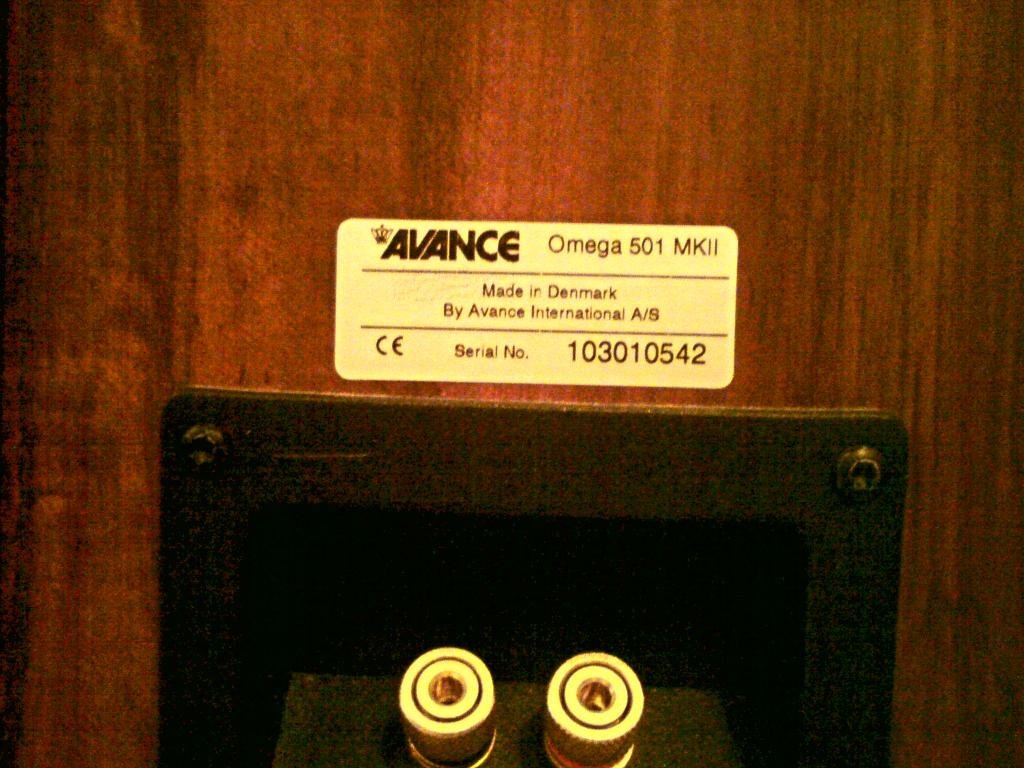 AVANCE Omega 501 MKII
Made in Denmark
By Avance International A/S
CE Serial No. 103010542